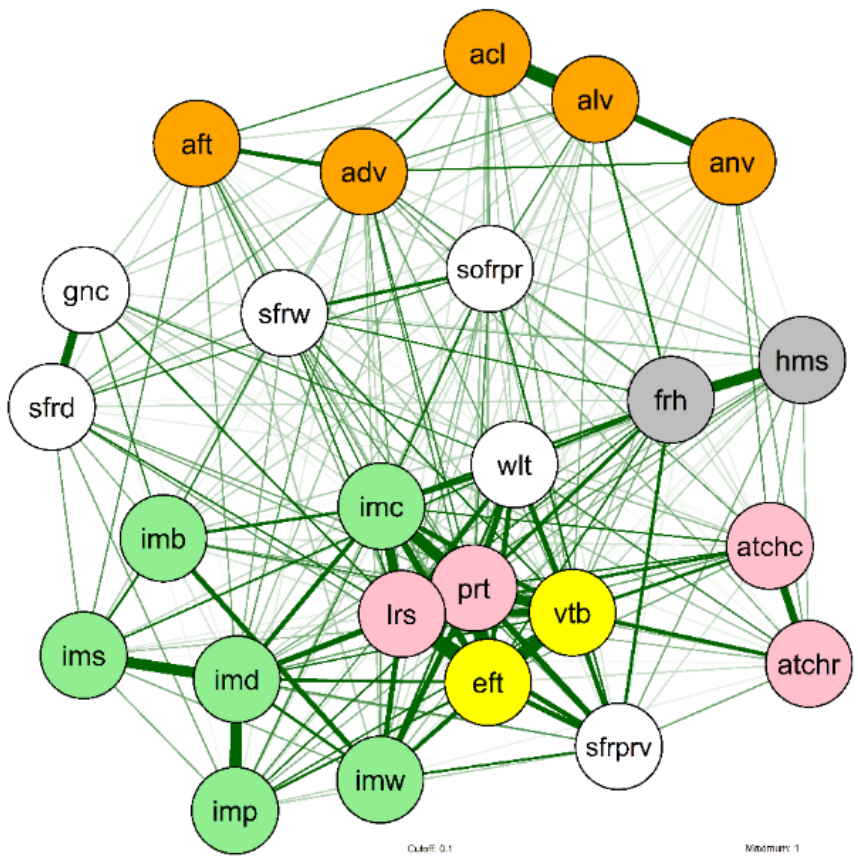 acl
alv
aft
adv
anv
sofrpr
gnc
sfrw
hms
frh
sfrd
wlt
imc
imb
atchc
prt
lrs
vtb
ims
imd
eft
atchr
sfrprv
imw
imp
Cutoff: 0.1
Maximum: 1